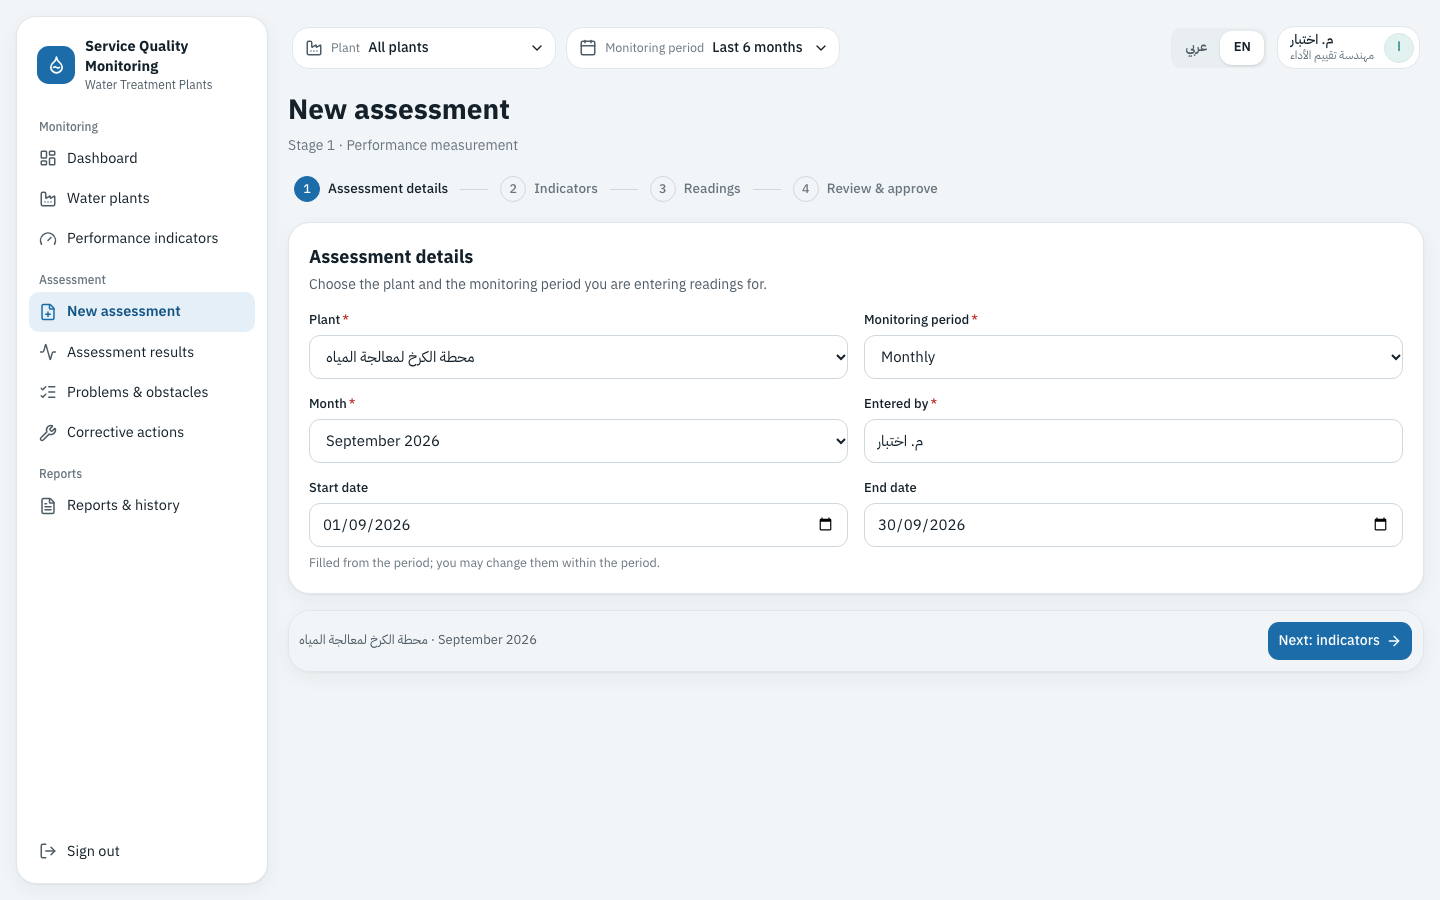 Service Quality
Monitoring
Water Treatment Plants
Monitoring
Dashboard
Water plants
Performance indicators
Assessment
New assessment
Assessment results
Problems & obstacles
Corrective actions
Reports
Reports & history
Sign out
Plant All plants
Monitoring period Last 6 months
عربي
EN
م. اختبار
مهندسة تقييم الأداء
ا
New assessment
Stage 1 · Performance measurement
1 Assessment details
2 Indicators
3 Readings
4 Review & approve
Assessment details
Choose the plant and the monitoring period you are entering readings for.
Plant *
محطة الكرخ لمعالجة المياه
Monitoring period *
Monthly
Month *
September 2026
Entered by *
م. اختبار
Start date
01/09/2026
End date
30/09/2026
Filled from the period; you may change them within the period.
محطة الكرخ لمعالجة المياه · September 2026
Next: indicators